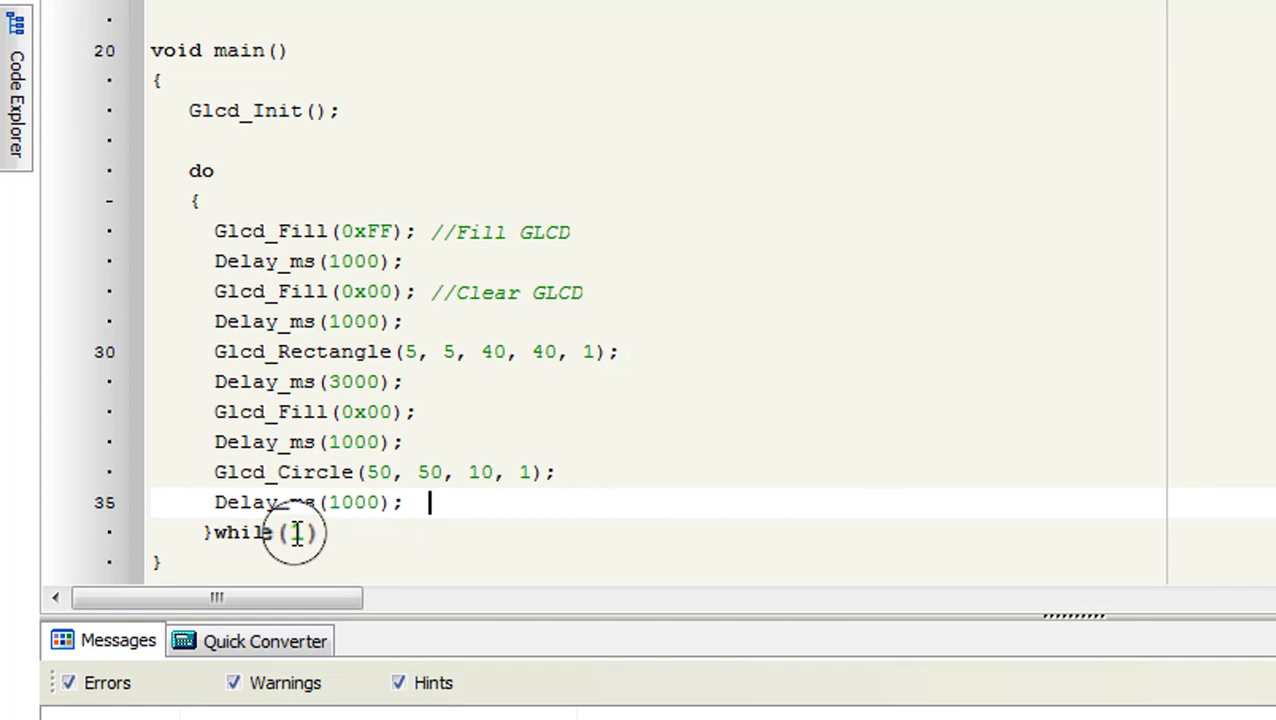 Code Explorer
20 void main()
{
Glcd_Init();
do
{
Glcd_Fill(0xFF); //Fill GLCD
Delay_ms(1000);
Glcd_Fill(0x00); //Clear GLCD
Delay_ms(1000);
30 Glcd_Rectangle(5, 5, 40, 40, 1);
Delay_ms(3000);
Glcd_Fill(0x00);
Delay_ms(1000);
Glcd_Circle(50, 50, 10, 1);
35 Delay_ms(1000);
}while(1)
}
Messages Quick Converter
Errors Warnings Hints